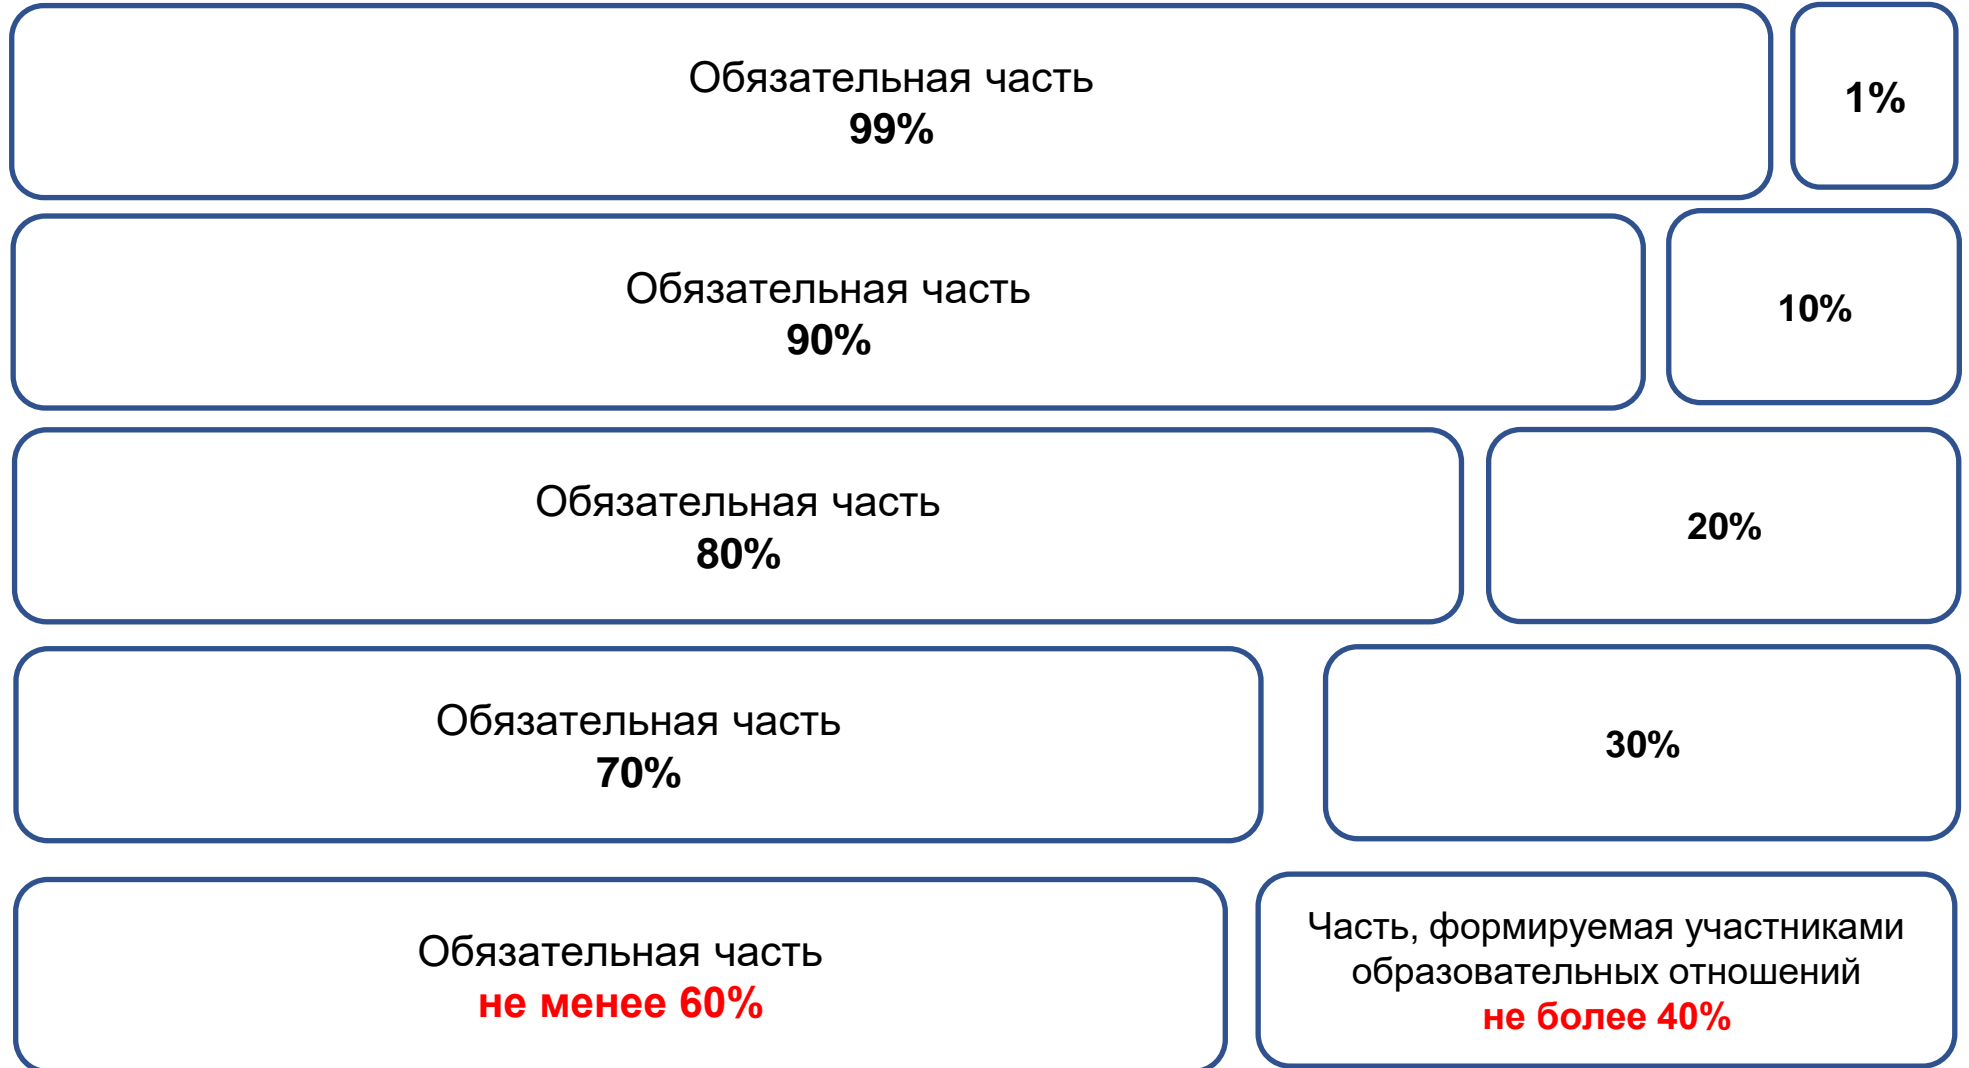 Обязательная часть
99%
1%
Обязательная часть
90%
10%
Обязательная часть
80%
20%
Обязательная часть
70%
30%
Обязательная часть
не менее 60%
Часть, формируемая участниками
образовательных отношений
не более 40%